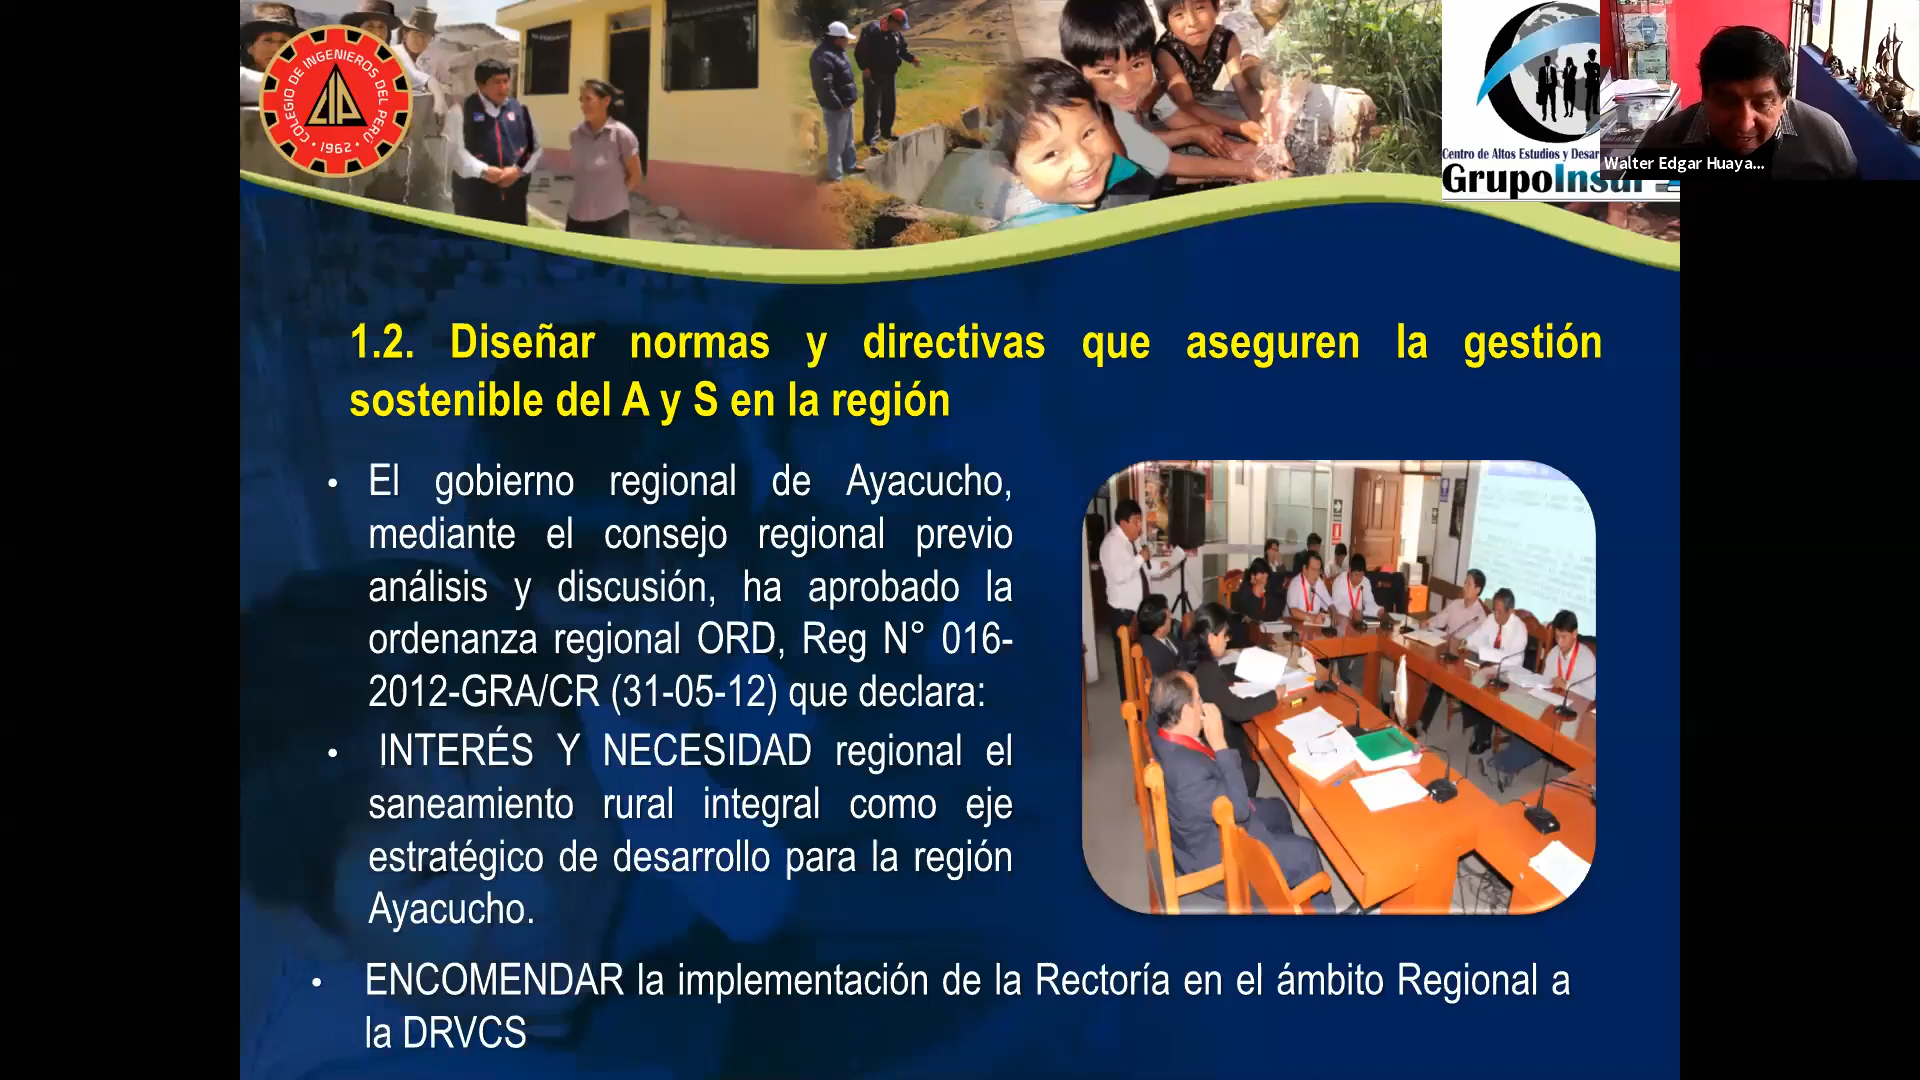 COLEGIO DE INGENIEROS DEL PERÚ
CIP
• 1962 •
Centro de Altos Estudios y Desar
Walter Edgar Huaya...
1.2. Diseñar normas y directivas que aseguren la gestión
sostenible del A y S en la región
• El gobierno regional de Ayacucho,
mediante el consejo regional previo
análisis y discusión, ha aprobado la
ordenanza regional ORD, Reg N° 016-
2012-GRA/CR (31-05-12) que declara:
• INTERÉS Y NECESIDAD regional el
saneamiento rural integral como eje
estratégico de desarrollo para la región
Ayacucho.
• ENCOMENDAR la implementación de la Rectoría en el ámbito Regional a
la DRVCS